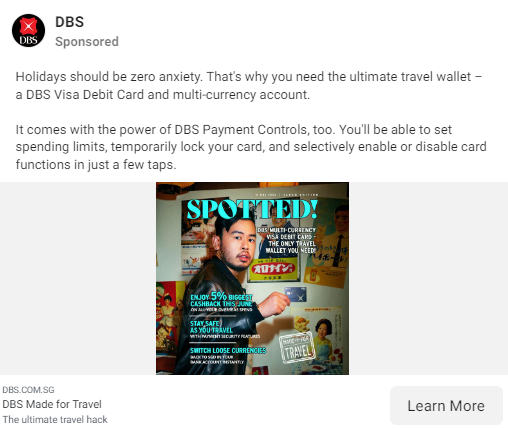 DBS
DBS
Sponsored
Holidays should be zero anxiety. That's why you need the ultimate travel wallet –
a DBS Visa Debit Card and multi-currency account.
It comes with the power of DBS Payment Controls, too. You'll be able to set
spending limits, temporarily lock your card, and selectively enable or disable card
functions in just a few taps.
SPOTTED!
DBS MULTI-CURRENCY
VISA DEBIT CARD –
THE ONLY TRAVEL
WALLET YOU NEED!
オロナイン
ENJOY 5% BIGGEST
CASHBACK THIS JUNE
ON ALL YOUR OVERSEAS SPEND
STAY SAFE
AS YOU TRAVEL
WITH PAYMENT SECURITY FEATURES
SWITCH LOOSE CURRENCIES
BACK TO SGD IN YOUR
BANK ACCOUNT INSTANTLY
MADE FOR
TRAVEL
DBS.COM.SG
DBS Made for Travel
The ultimate travel hack
Learn More